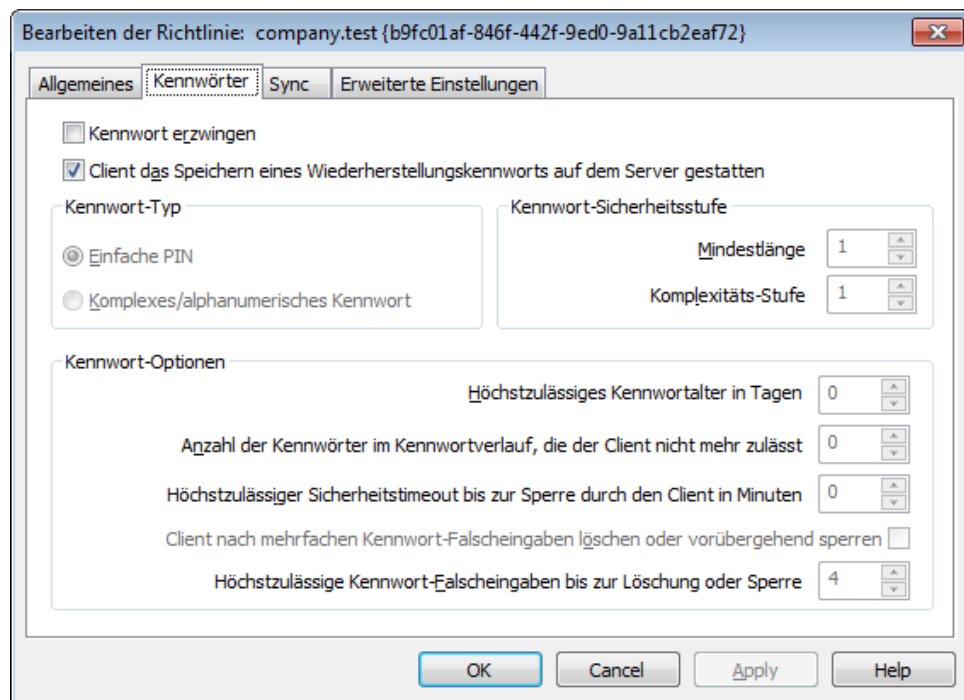 Bearbeiten der Richtlinie: company.test {b9fc01af-846f-442f-9ed0-9a11cb2eaf72}
Allgemeines Kennwörter Sync Erweiterte Einstellungen
Kennwort erzwingen
Client das Speichern eines Wiederherstellungskennworts auf dem Server gestatten
Kennwort-Typ
Einfache PIN
Komplexes/alphanumerisches Kennwort
Kennwort-Sicherheitsstufe
Mindestlänge 1
Komplexitäts-Stufe 1
Kennwort-Optionen
Höchstzulässiges Kennwortalter in Tagen 0
Anzahl der Kennwörter im Kennwortverlauf, die der Client nicht mehr zulässt 0
Höchstzulässiger Sicherheitstimeout bis zur Sperre durch den Client in Minuten 0
Client nach mehrfachen Kennwort-Falscheingaben löschen oder vorübergehend sperren
Höchstzulässige Kennwort-Falscheingaben bis zur Löschung oder Sperre 4
OK Cancel Apply Help